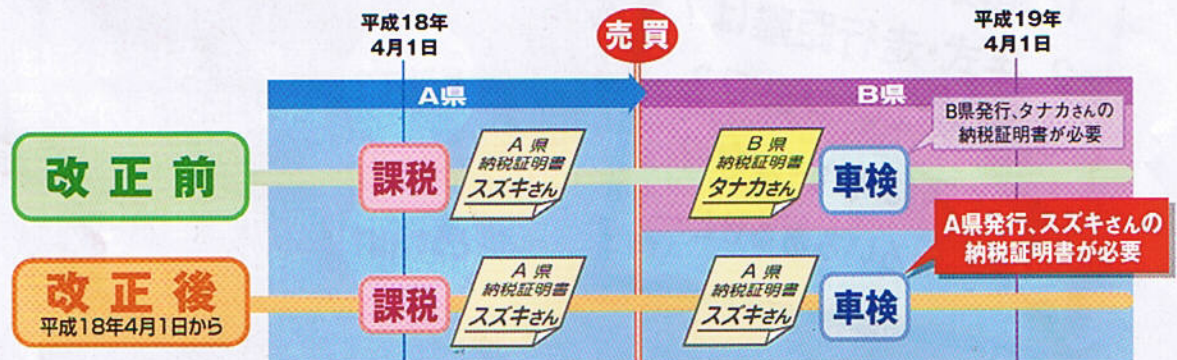 平成18年
4月1日
売買
平成19年
4月1日
A県
B県
B県発行、タナカさんの
納税証明書が必要
改正前
課税
A県
納税証明書
スズキさん
B県
納税証明書
タナカさん
車検
A県発行、スズキさんの
納税証明書が必要
改正後
平成18年4月1日から
課税
A県
納税証明書
スズキさん
A県
納税証明書
スズキさん
車検